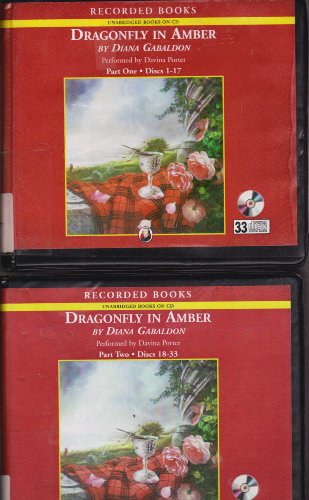 RECORDED BOOKS
UNABRIDGED BOOKS ON CD
DRAGONFLY IN AMBER
BY DIANA GABALDON
Performed by Davina Porter
Part One • Discs 1-17
33
RECORDED BOOKS
UNABRIDGED BOOKS ON CD
DRAGONFLY IN AMBER
BY DIANA GABALDON
Performed by Davina Porter
Part Two • Discs 18-33